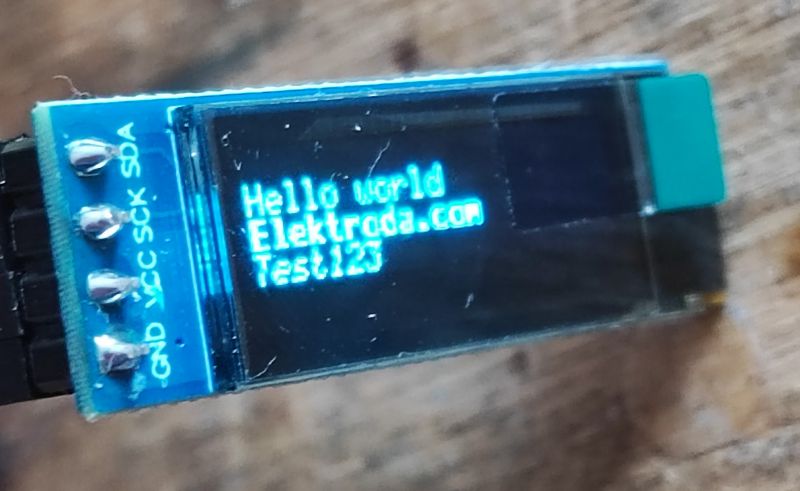 SDA
SCK
VCC
GND
Hello world
Elektroda.com
Test123